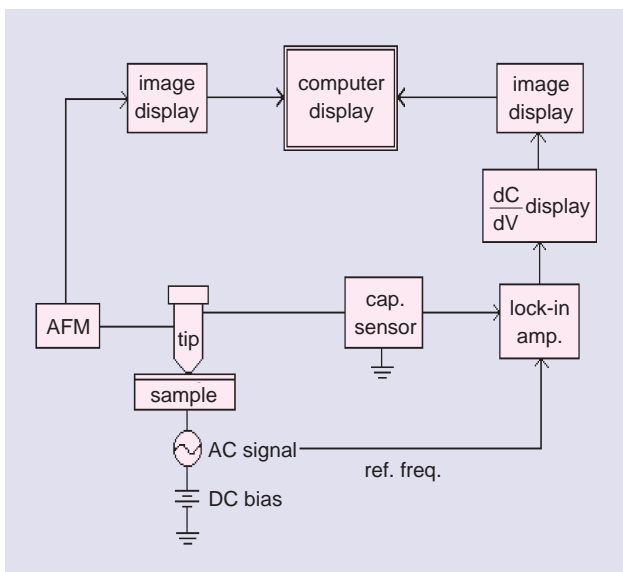 image
display
computer
display
image
display
dC
dV
display
AFM
tip
cap.
sensor
lock-in
amp.
sample
AC signal
ref. freq.
DC bias